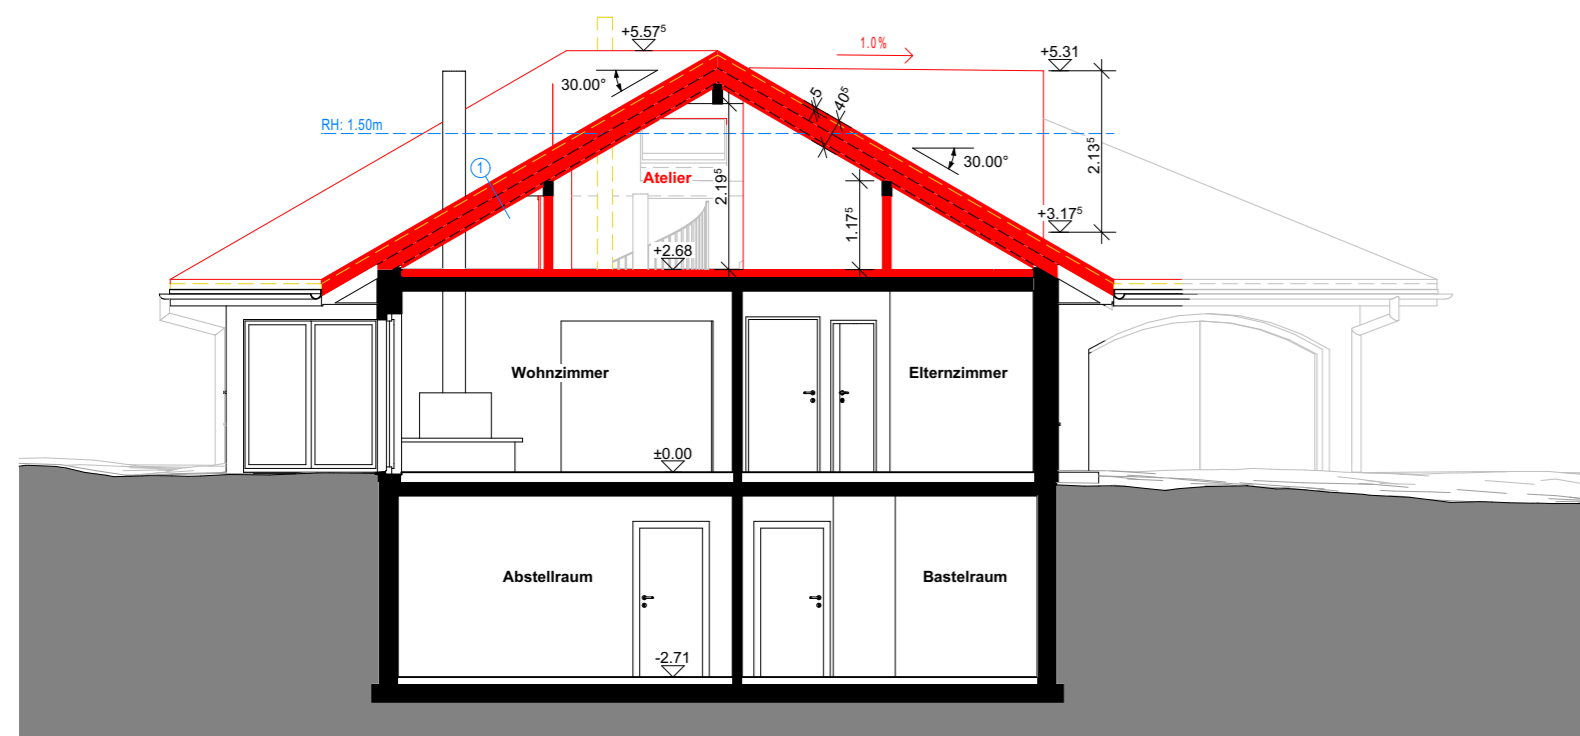 +5.57⁵
1.0%
+5.31
30.00°
5
40⁵
RH: 1.50m
2.13⁵
30.00°
1
Atelier
2.19⁵
1.17⁵
+3.17⁵
+2.68
Wohnzimmer
Elternzimmer
±0.00
Abstellraum
Bastelraum
-2.71